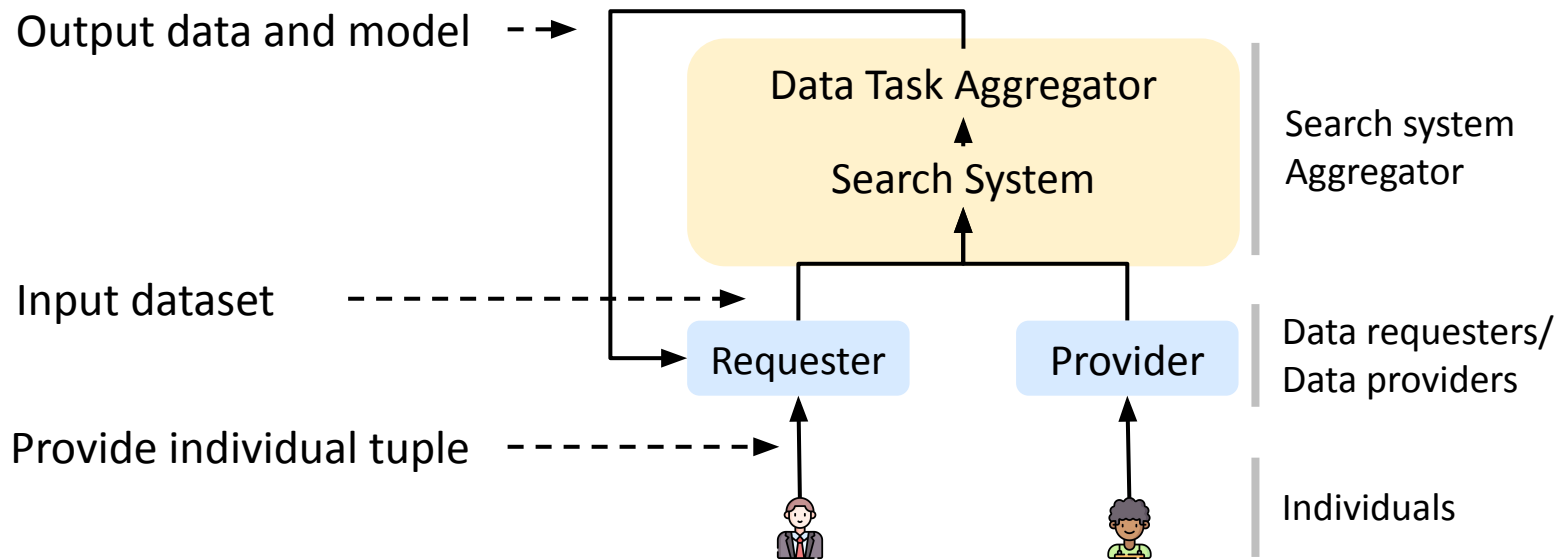 Output data and model
Data Task Aggregator
Search System
Search system
Aggregator
Input dataset
Requester
Provider
Data requesters/
Data providers
Provide individual tuple
Individuals